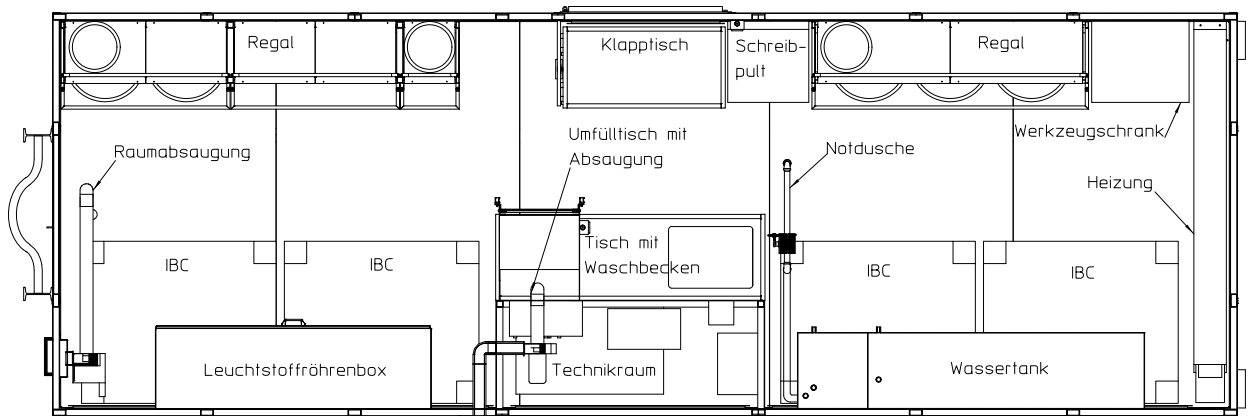 Regal
Klapptisch
Schreib-
pult
Regal
Werkzeugschrank
Raumabsaugung
Umfülltisch mit
Absaugung
Notdusche
Heizung
IBC
IBC
Tisch mit
Waschbecken
IBC
IBC
Leuchtstoffröhrenbox
Technikraum
Wassertank